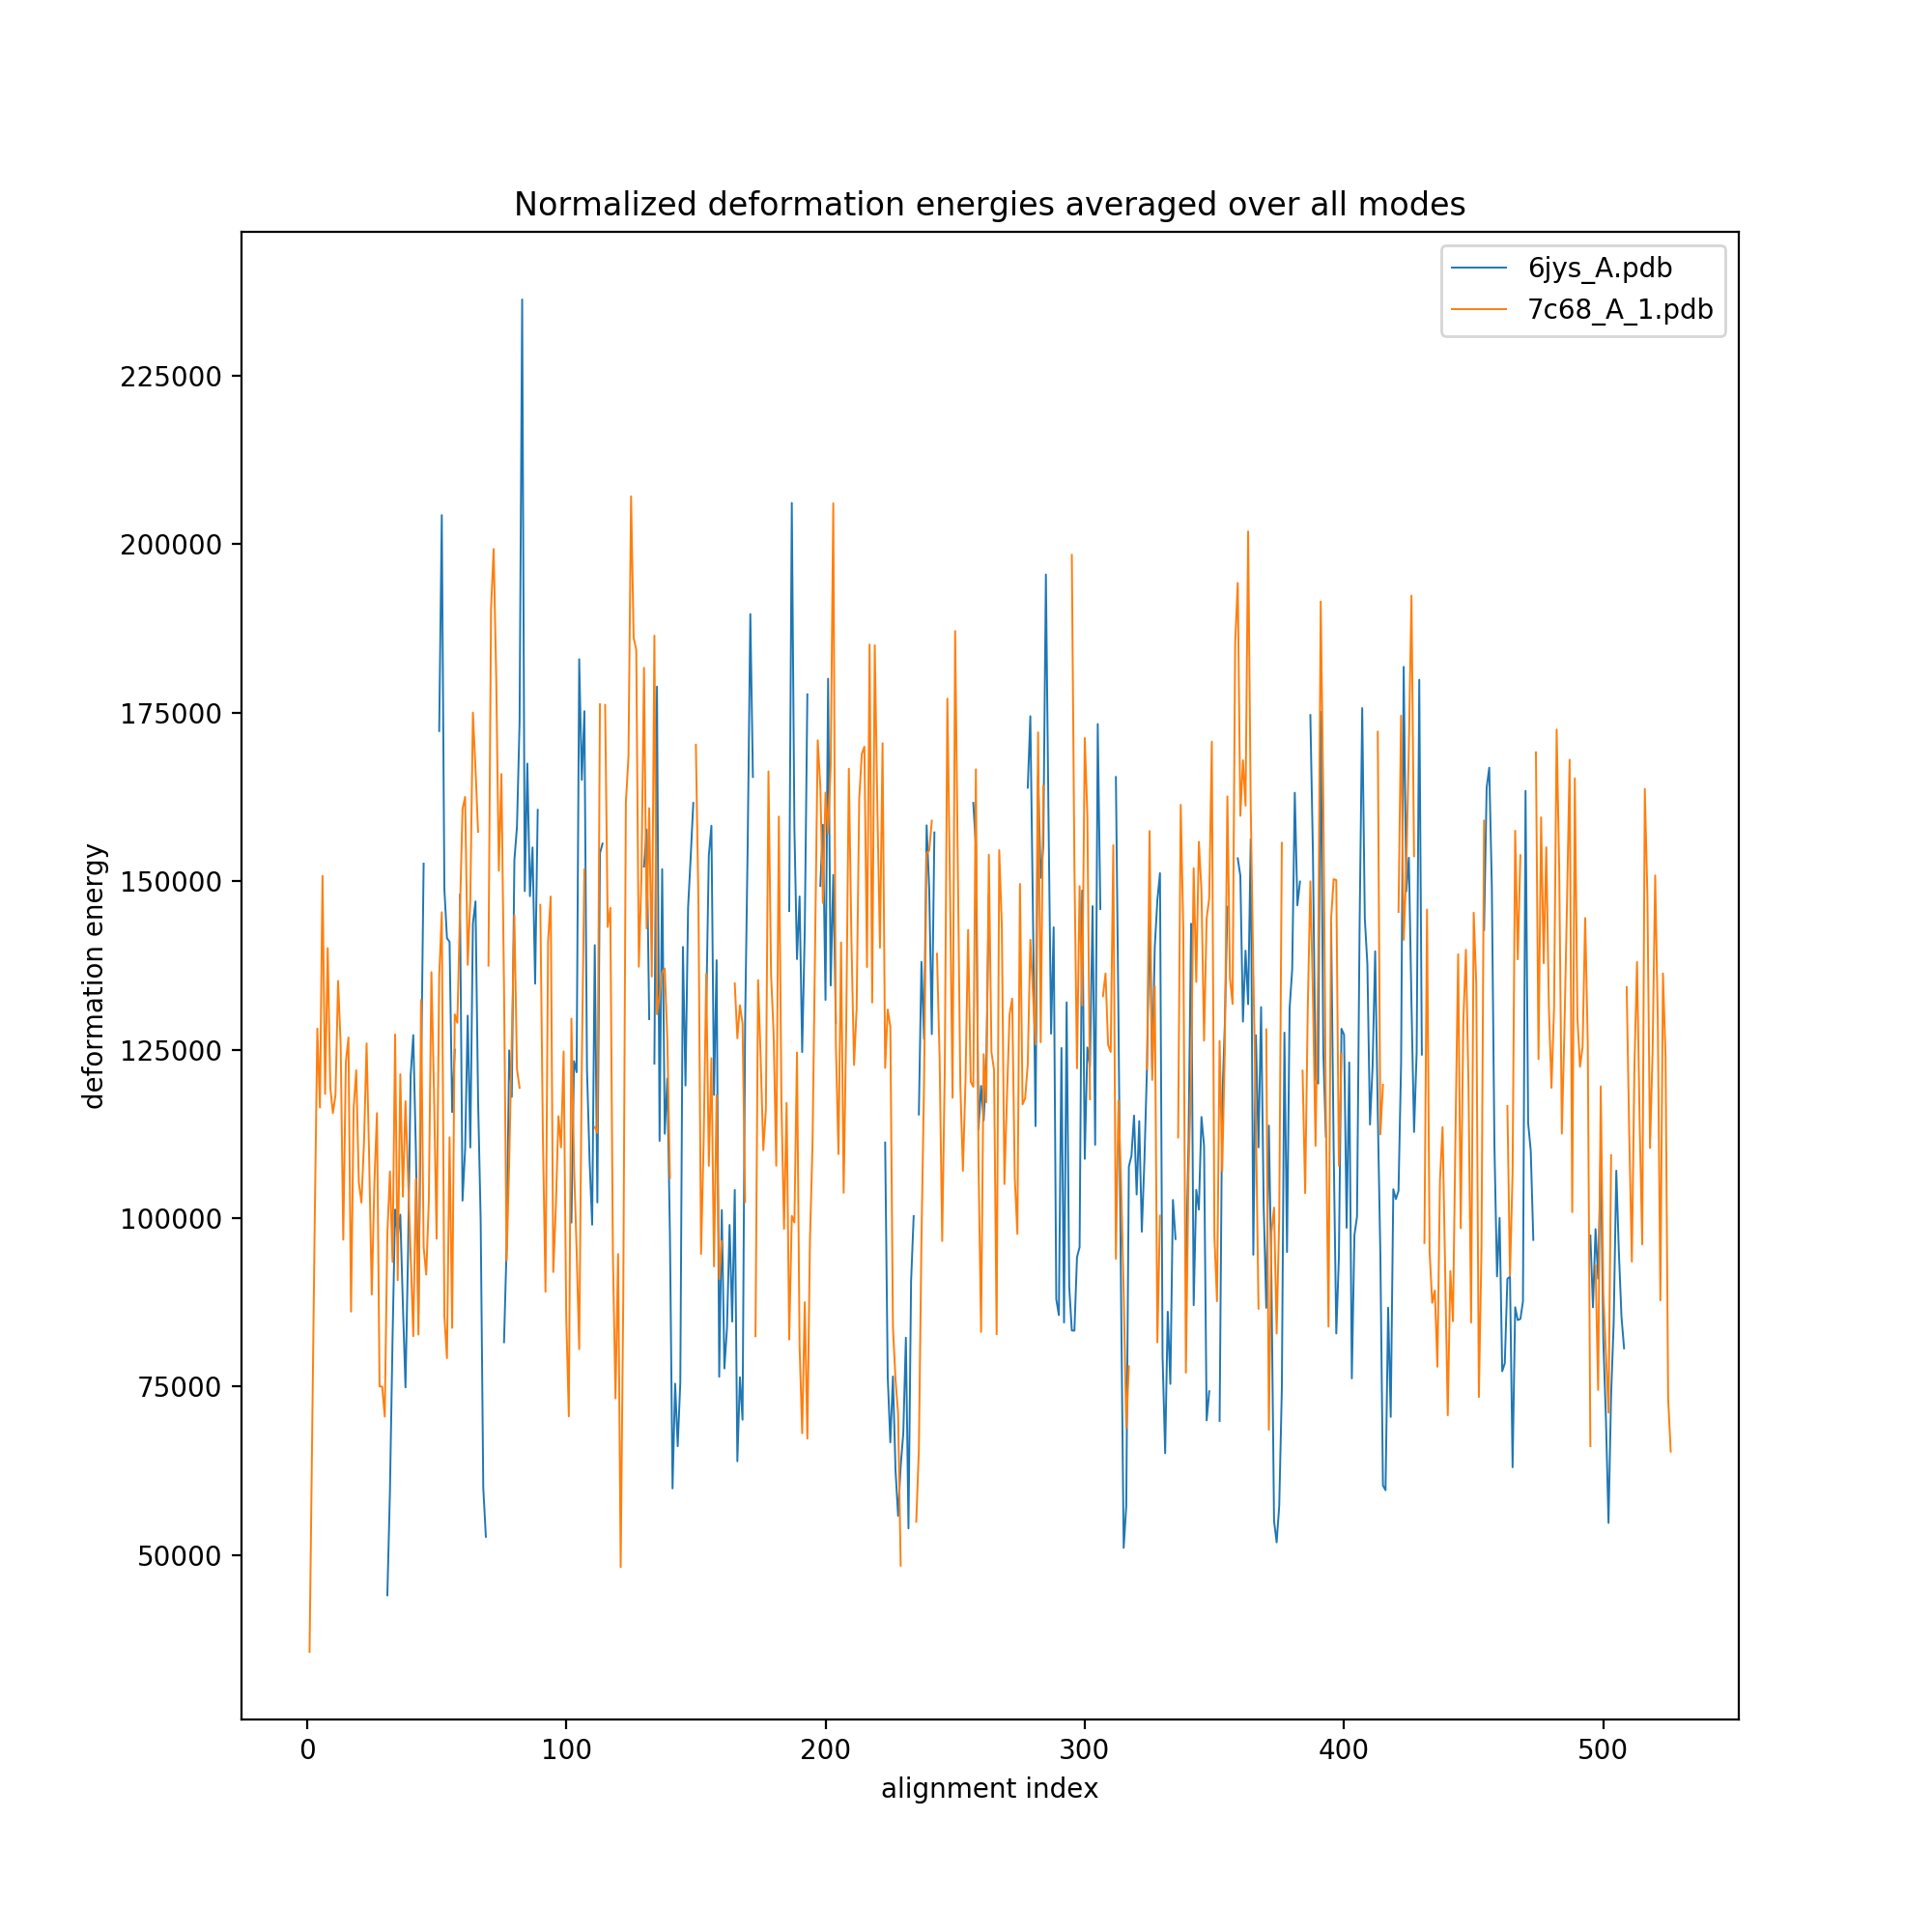 Normalized deformation energies averaged over all modes
6jys_A.pdb
7c68_A_1.pdb
225000
200000
175000
150000
125000
100000
75000
50000
deformation energy
0 100 200 300 400 500
alignment index